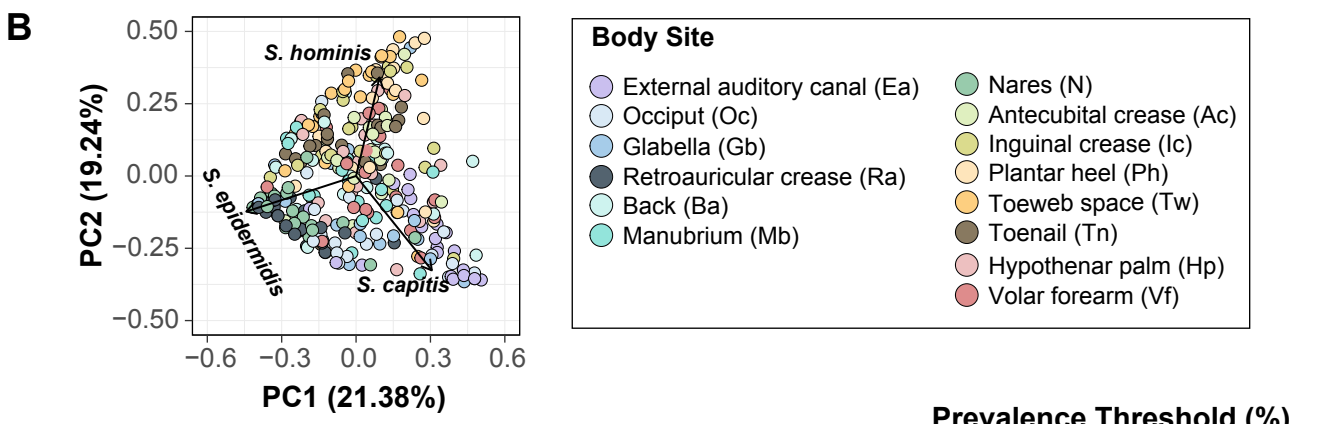 B
0.50
0.25
0.00
−0.25
−0.50
PC2 (19.24%)
S. hominis
S. epidermidis
S. capitis
−0.6 −0.3 0.0 0.3 0.6
PC1 (21.38%)
Body Site
External auditory canal (Ea)
Occiput (Oc)
Glabella (Gb)
Retroauricular crease (Ra)
Back (Ba)
Manubrium (Mb)
Nares (N)
Antecubital crease (Ac)
Inguinal crease (Ic)
Plantar heel (Ph)
Toeweb space (Tw)
Toenail (Tn)
Hypothenar palm (Hp)
Volar forearm (Vf)
Prevalence Threshold (%)